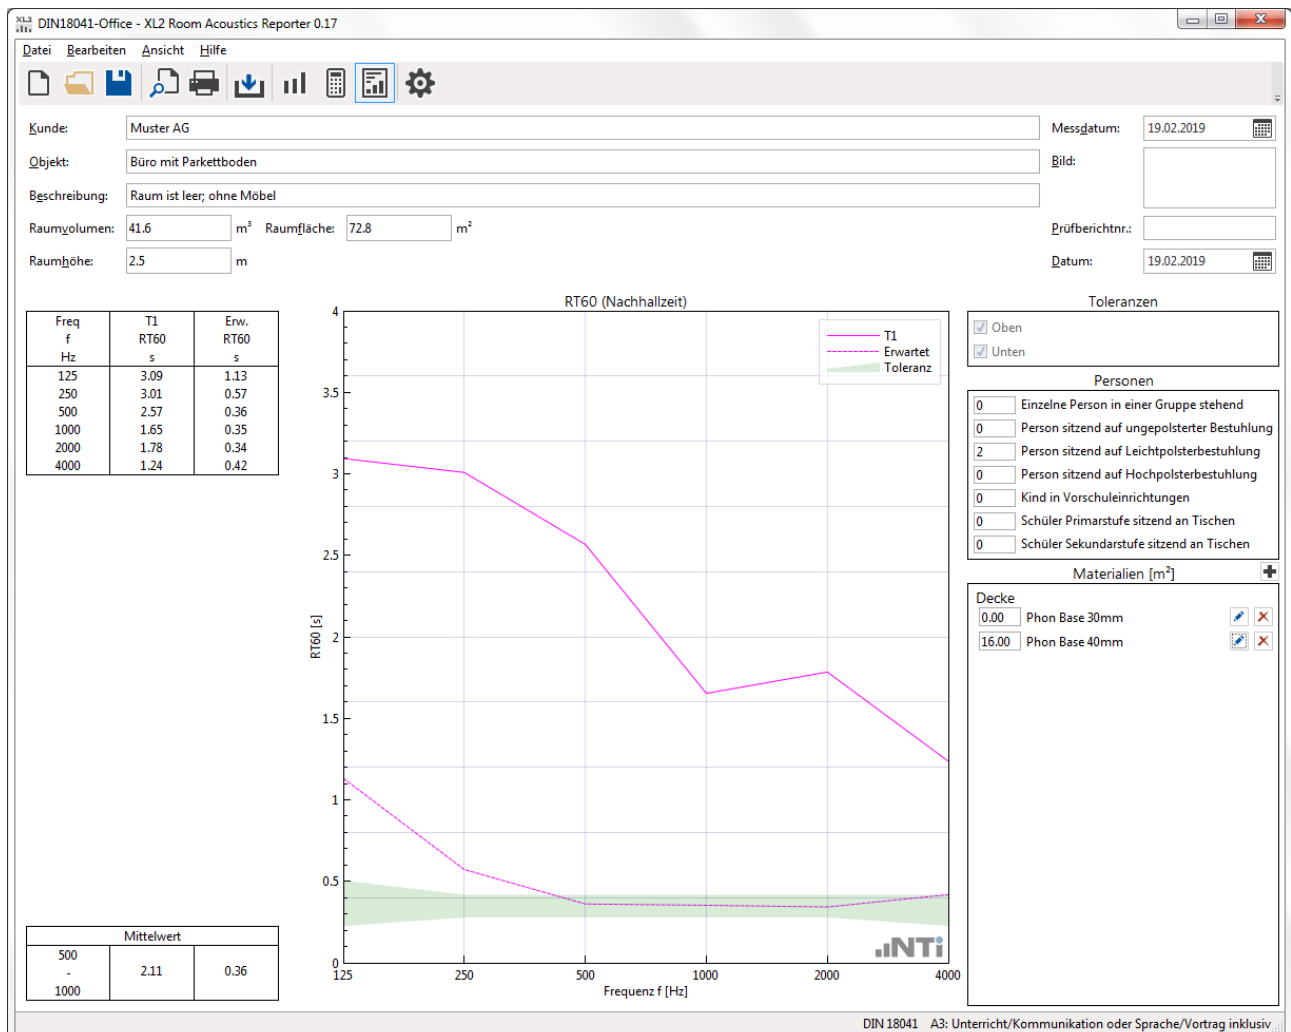 XL2 DIN18041-Office - XL2 Room Acoustics Reporter 0.17
Datei Bearbeiten Ansicht Hilfe
Kunde: Muster AG Messdatum: 19.02.2019
Objekt: Büro mit Parkettboden Bild:
Beschreibung: Raum ist leer; ohne Möbel
Raumvolumen: 41.6 m³ Raumfläche: 72.8 m² Prüfberichtnr.:
Raumhöhe: 2.5 m Datum: 19.02.2019
Freq T1 Erw.
f RT60 RT60
Hz s s
125 3.09 1.13
250 3.01 0.57
500 2.57 0.36
1000 1.65 0.35
2000 1.78 0.34
4000 1.24 0.42
Mittelwert
500 - 1000 2.11 0.36
RT60 (Nachhallzeit)
T1
Erwartet
Toleranz
4
3.5
3
2.5
2
1.5
1
0.5
0
RT60 [s]
125 250 500 1000 2000 4000
Frequenz f [Hz]
NTi
Toleranzen
Oben
Unten
Personen
0 Einzelne Person in einer Gruppe stehend
0 Person sitzend auf ungepolsterter Bestuhlung
2 Person sitzend auf Leichtpolsterbestuhlung
0 Person sitzend auf Hochpolsterbestuhlung
0 Kind in Vorschuleinrichtungen
0 Schüler Primarstufe sitzend an Tischen
0 Schüler Sekundarstufe sitzend an Tischen
Materialien [m²]
Decke
0.00 Phon Base 30mm
16.00 Phon Base 40mm
DIN 18041 A3: Unterricht/Kommunikation oder Sprache/Vortrag inklusiv